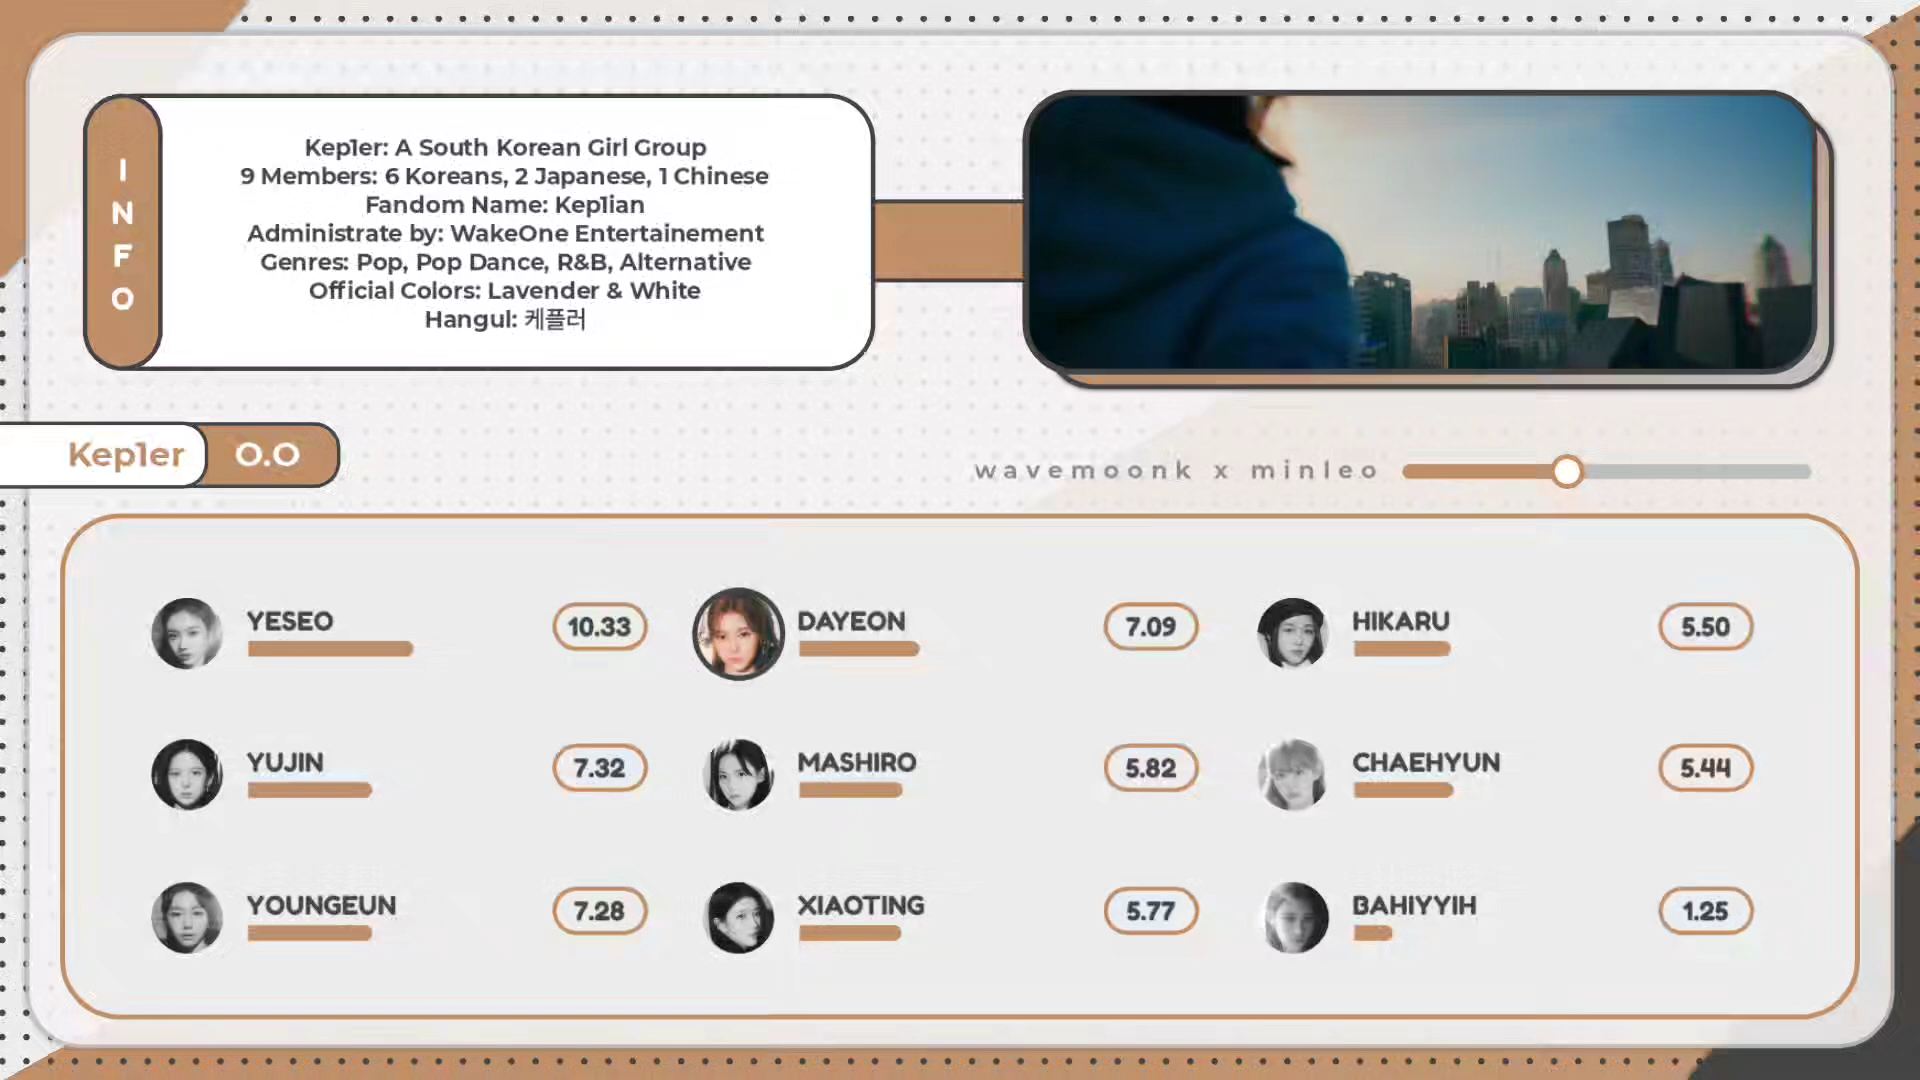 INFO
Kep1er: A South Korean Girl Group
9 Members: 6 Koreans, 2 Japanese, 1 Chinese
Fandom Name: Kep1ian
Administrate by: WakeOne Entertainement
Genres: Pop, Pop Dance, R&B, Alternative
Official Colors: Lavender & White
Hangul: 케플러
Kep1er 0.0
wavemoonk x minleo
YESEO 10.33
DAYEON 7.09
HIKARU 5.50
YUJIN 7.32
MASHIRO 5.82
CHAEHYUN 5.44
YOUNGEUN 7.28
XIAOTING 5.77
BAHIYYIH 1.25